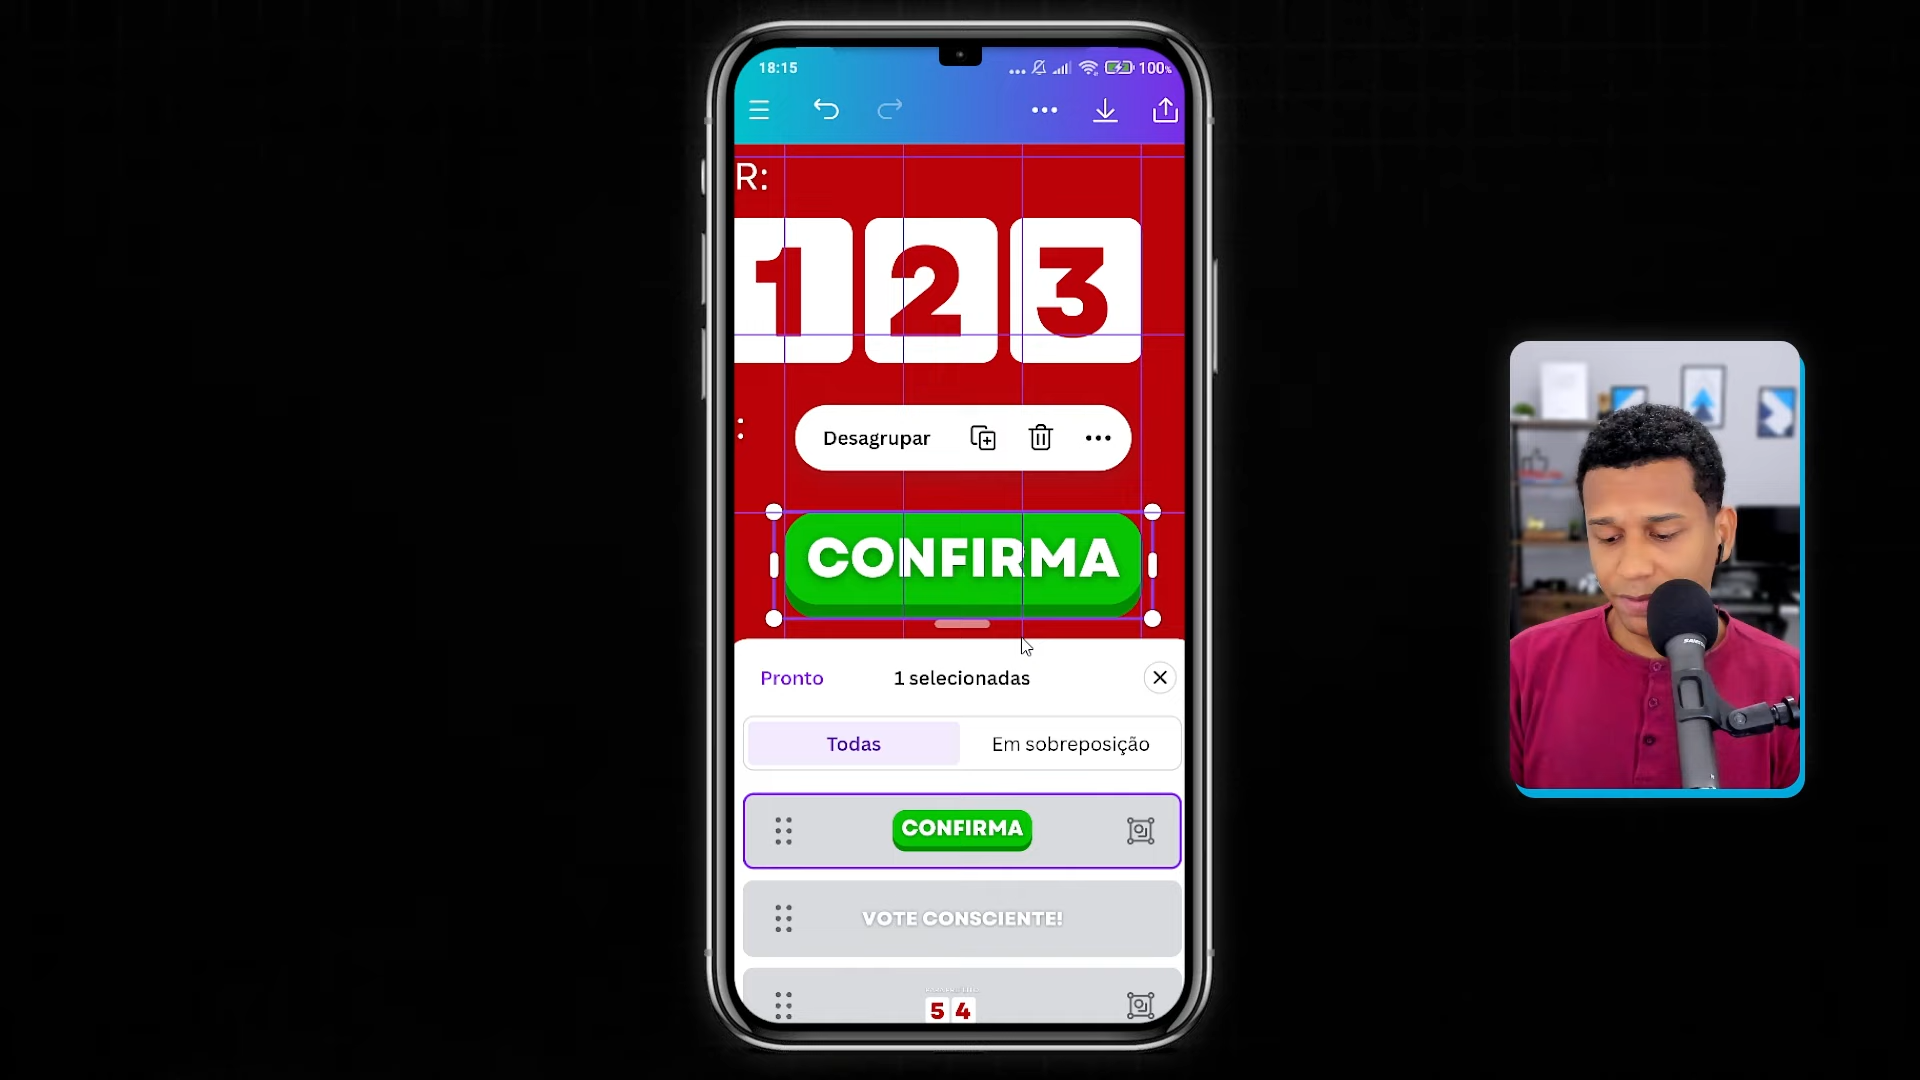 18:15
100%
R:
1 2 3
:
Desagrupar
CONFIRMA
Pronto
1 selecionadas
Todas
Em sobreposição
CONFIRMA
VOTE CONSCIENTE!
5 4